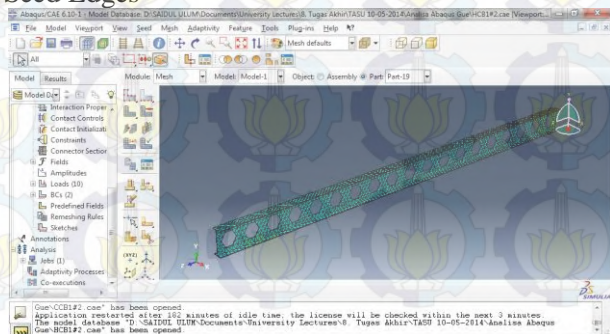 Seed Edges
Abaqus/CAE 6.10-1 - Model Database: D:\SAIDUL ULUM\Documents\University Lectures\8. Tugas Akhir\TASU 10-05-2014\Analisa Abaqus Gue\HCB1#2.cae [Viewport:
File Model Viewport View Seed Mesh Adaptivity Feature Tools Plug-ins Help
Mesh defaults
All
Model Results Module: Mesh Model: Model-1 Object: Assembly Part: Part-19
Model Da
Interaction Proper
Contact Controls
Contact Initializati
Constraints
Connector Section
Fields
Amplitudes
Loads (10)
BCs (2)
Predefined Fields
Remeshing Rules
Sketches
Annotations
Analysis
Jobs (1)
Adaptivity Processes
Co-executions
(XYZ)
Gue\CCB1#2.cae" has been opened.
Application restarted after 182 minutes of idle time; the license will be checked within the next 3 minutes.
The model database "D:\SAIDUL ULUM\Documents\University Lectures\8. Tugas Akhir\TASU 10-05-2014\Analisa Abaqus
Gue\HCB1#2.cae" has been opened.